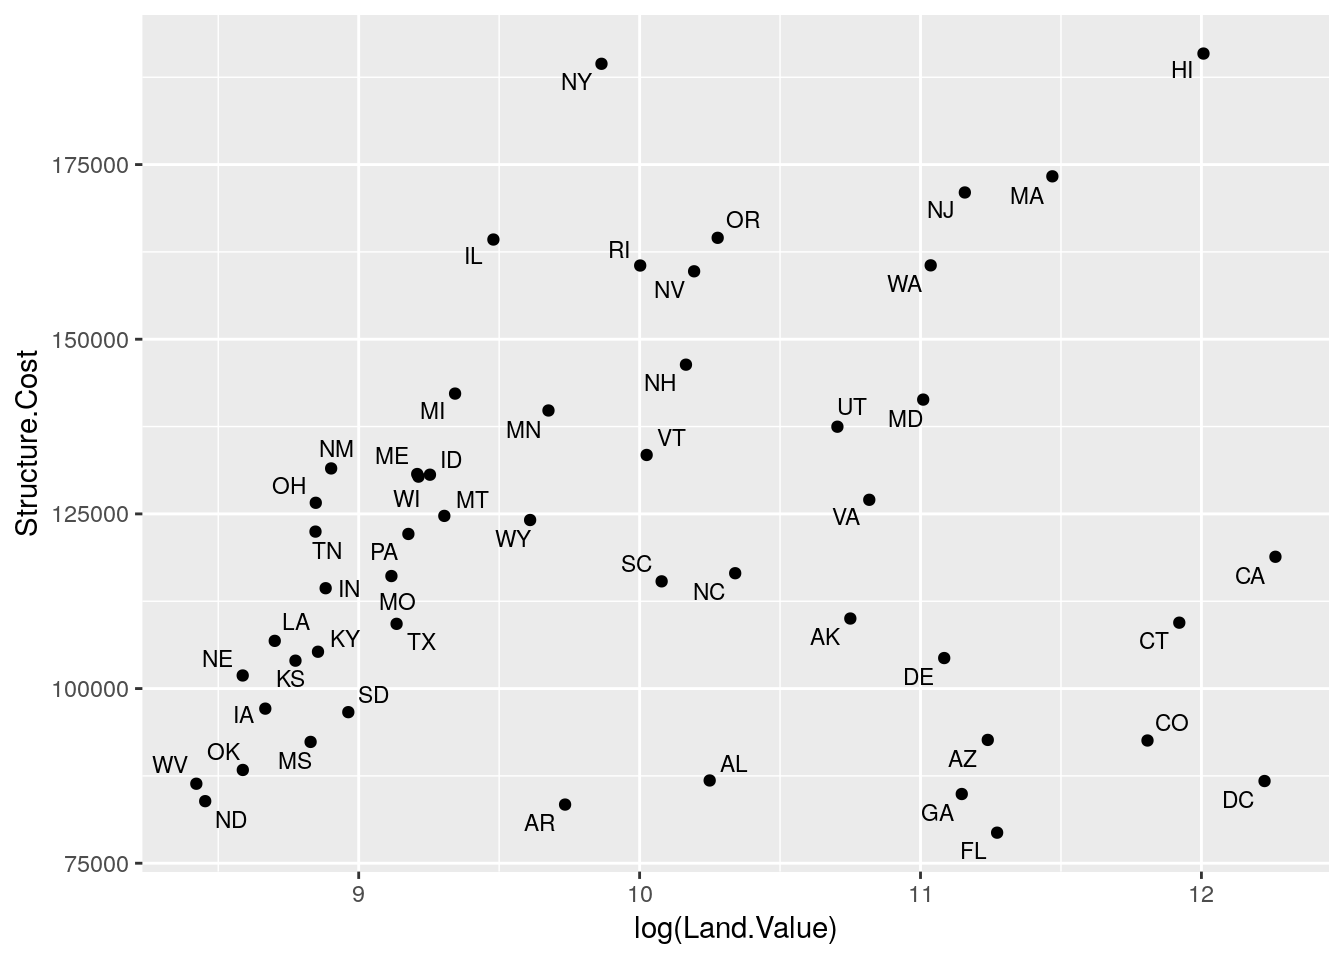 NY
HI
175000
NJ
MA
OR
IL
RI
NV
WA
150000
NH
MI
MN
UT
MD
NM
ME
ID
VT
OH
WI
MT
125000
VA
TN
PA
WY
SC
NC
CA
IN
MO
LA
KY
TX
AK
CT
NE
KS
DE
100000
SD
IA
CO
OK
MS
AZ
WV
AL
DC
ND
AR
GA
FL
75000
9
10
11
12
log(Land.Value)
Structure.Cost